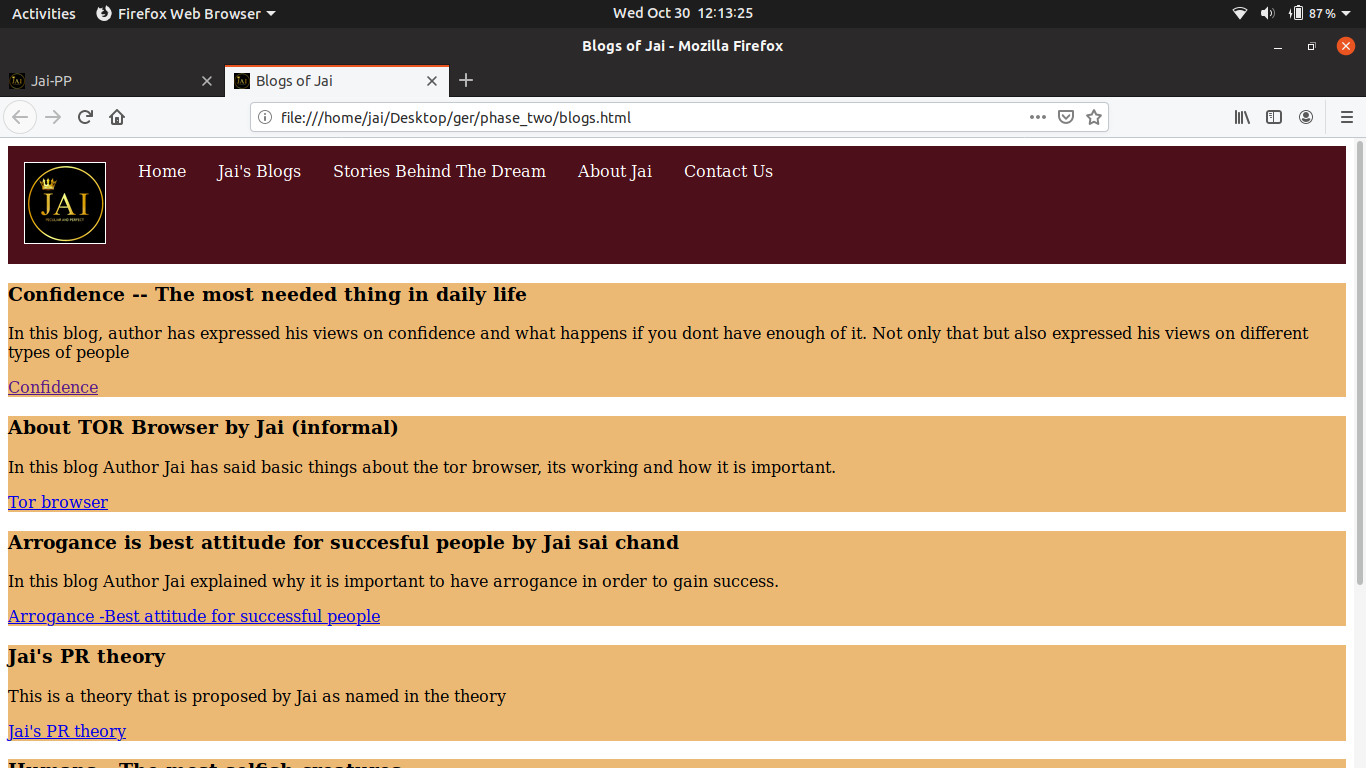 Activities Firefox Web Browser Wed Oct 30 12:13:25 87%
Blogs of Jai - Mozilla Firefox
Jai-PP Blogs of Jai
file:///home/jai/Desktop/ger/phase_two/blogs.html
JAI
PECULIAR AND PERFECT
Home Jai's Blogs Stories Behind The Dream About Jai Contact Us
Confidence -- The most needed thing in daily life
In this blog, author has expressed his views on confidence and what happens if you dont have enough of it. Not only that but also expressed his views on different
types of people
Confidence
About TOR Browser by Jai (informal)
In this blog Author Jai has said basic things about the tor browser, its working and how it is important.
Tor browser
Arrogance is best attitude for succesful people by Jai sai chand
In this blog Author Jai explained why it is important to have arrogance in order to gain success.
Arrogance -Best attitude for successful people
Jai's PR theory
This is a theory that is proposed by Jai as named in the theory
Jai's PR theory
Humans - The most selfish creatures